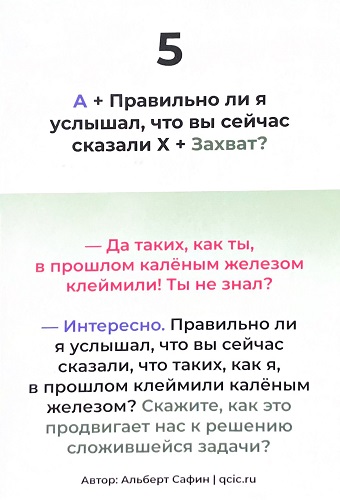 5
А + Правильно ли я
услышал, что вы сейчас
сказали Х + Захват?
— Да таких, как ты,
в прошлом калёным железом
клеймили! Ты не знал?
— Интересно. Правильно ли
я услышал, что вы сейчас
сказали, что таких, как я,
в прошлом клеймили калёным
железом? Скажите, как это
продвигает нас к решению
сложившейся задачи?
Автор: Альберт Сафин | qcic.ru